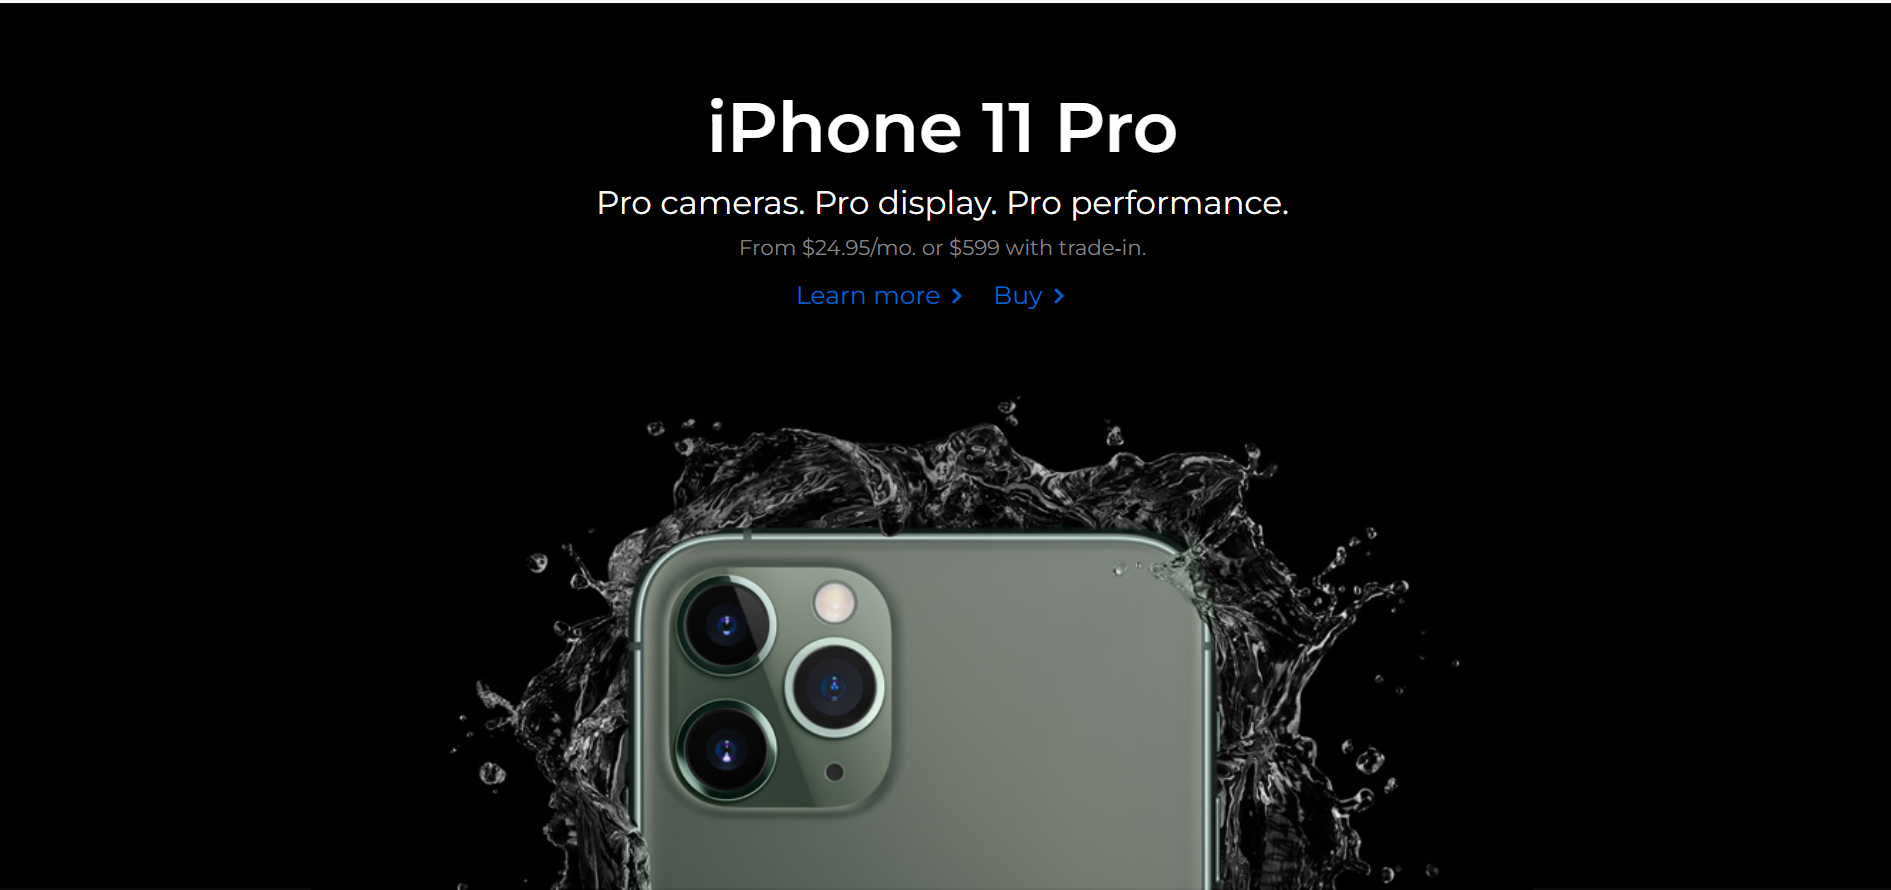 iPhone 11 Pro
Pro cameras. Pro display. Pro performance.
From $24.95/mo. or $599 with trade-in.
Learn more Buy